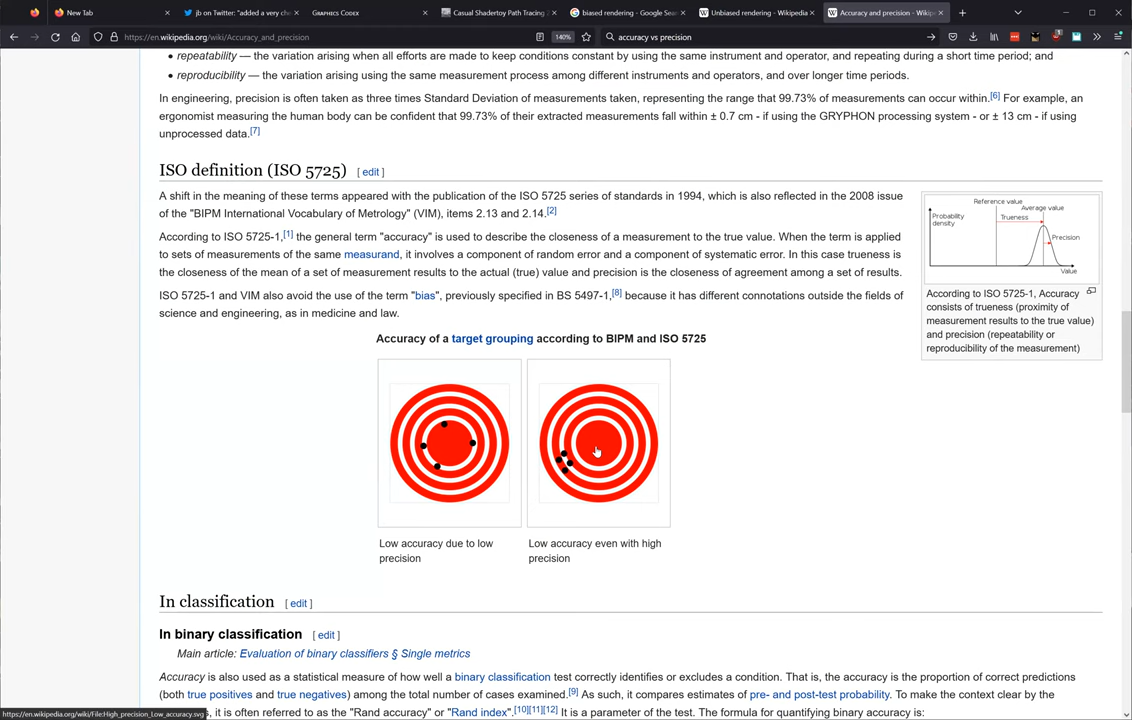 New Tab
jb on Twitter: "added a very che
Graphics Codex
Casual Shadertoy Path Tracing
biased rendering - Google Sear
Unbiased rendering - Wikipedia
Accuracy and precision - Wikip
https://en.wikipedia.org/wiki/Accuracy_and_precision
140%
accuracy vs precision
• repeatability — the variation arising when all efforts are made to keep conditions constant by using the same instrument and operator, and repeating during a short time period; and
• reproducibility — the variation arising using the same measurement process among different instruments and operators, and over longer time periods.
In engineering, precision is often taken as three times Standard Deviation of measurements taken, representing the range that 99.73% of measurements can occur within.[6] For example, an
ergonomist measuring the human body can be confident that 99.73% of their extracted measurements fall within ± 0.7 cm - if using the GRYPHON processing system - or ± 13 cm - if using
unprocessed data.[7]
ISO definition (ISO 5725) [ edit ]
A shift in the meaning of these terms appeared with the publication of the ISO 5725 series of standards in 1994, which is also reflected in the 2008 issue
of the "BIPM International Vocabulary of Metrology" (VIM), items 2.13 and 2.14.[2]
According to ISO 5725-1,[1] the general term "accuracy" is used to describe the closeness of a measurement to the true value. When the term is applied
to sets of measurements of the same measurand, it involves a component of random error and a component of systematic error. In this case trueness is
the closeness of the mean of a set of measurement results to the actual (true) value and precision is the closeness of agreement among a set of results.
ISO 5725-1 and VIM also avoid the use of the term "bias", previously specified in BS 5497-1,[8] because it has different connotations outside the fields of
science and engineering, as in medicine and law.
Reference value
Average value
Probability
density
Trueness
Precision
Value
According to ISO 5725-1, Accuracy
consists of trueness (proximity of
measurement results to the true value)
and precision (repeatability or
reproducibility of the measurement)
Accuracy of a target grouping according to BIPM and ISO 5725
Low accuracy due to low
precision
Low accuracy even with high
precision
In classification [ edit ]
In binary classification [ edit ]
Main article: Evaluation of binary classifiers § Single metrics
Accuracy is also used as a statistical measure of how well a binary classification test correctly identifies or excludes a condition. That is, the accuracy is the proportion of correct predictions
(both true positives and true negatives) among the total number of cases examined.[9] As such, it compares estimates of pre- and post-test probability. To make the context clear by the
s, it is often referred to as the "Rand accuracy" or "Rand index".[10][11][12] It is a parameter of the test. The formula for quantifying binary accuracy is:
https://en.wikipedia.org/wiki/File:High_precision_Low_accuracy.svg